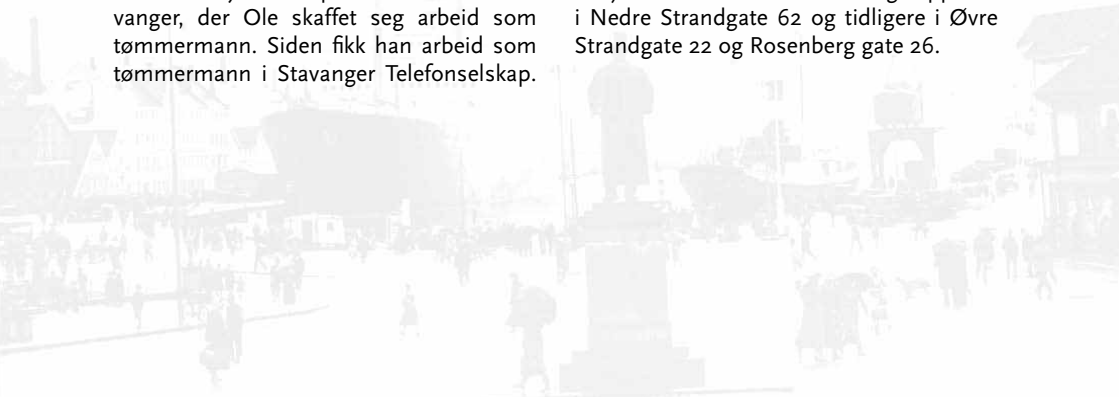 vanger, der Ole skaffet seg arbeid som
tømmermann. Siden fikk han arbeid som
tømmermann i Stavanger Telefonselskap.
i Nedre Strandgate 62 og tidligere i Øvre
Strandgate 22 og Rosenberg gate 26.